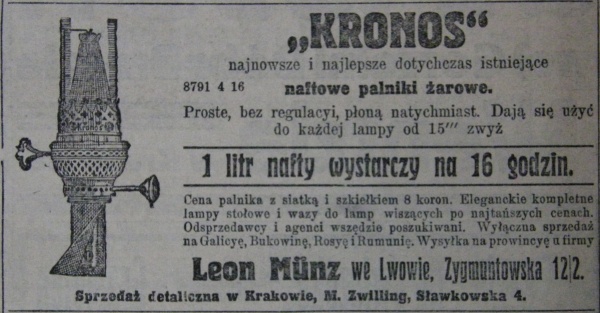 „KRONOS“
najnowsze i najlepsze dotychczas istniejące
8791 4 16 naftowe palniki żarowe.
Proste, bez regulacyi, płoną natychmiast. Dają się użyć
do każdej lampy od 15''' zwyż
1 litr nafty wystarczy na 16 godzin.
Cena palnika z siatką i szkiełkiem 8 koron. Eleganckie kompletne
lampy stołowe i wazy do lamp wiszących po najtańszych cenach.
Odsprzedawcy i agenci wszędzie poszukiwani. Wyłączna sprzedaż
na Galicyę, Bukowinę, Rosyę i Rumunię. Wysyłka na prowincyę u firmy
Leon Münz we Lwowie, Zygmuntowska 12|2.
Sprzedaż detaliczna w Krakowie, M. Zwilling, Sławkowska 4.